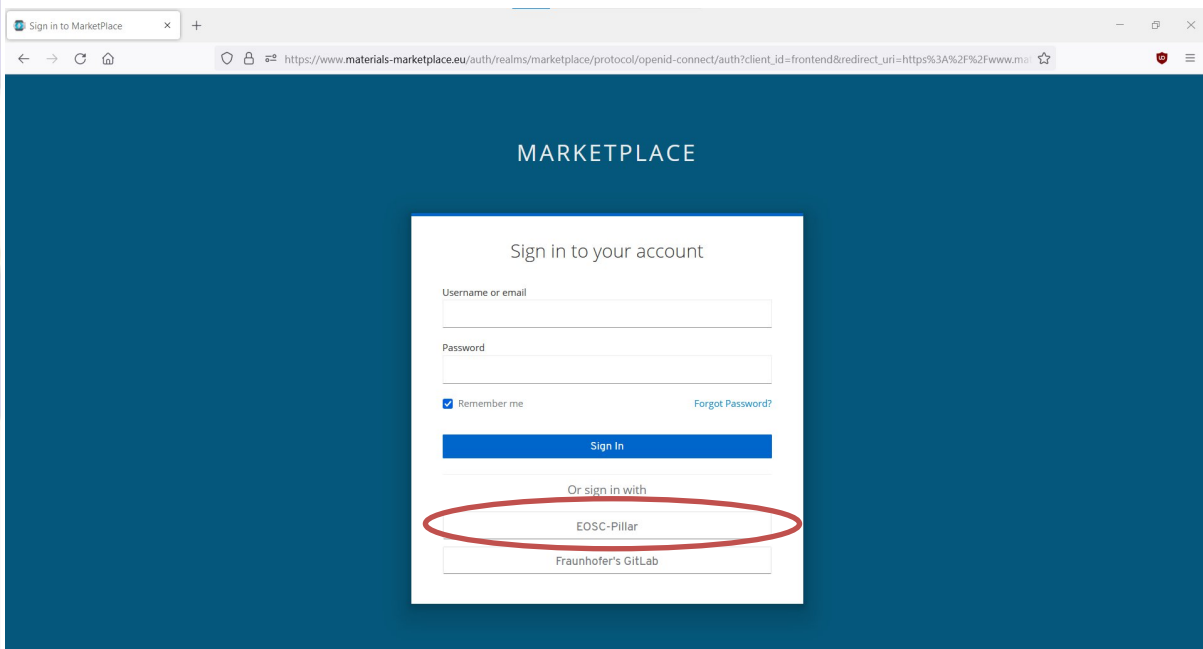 Sign in to MarketPlace
https://www.materials-marketplace.eu/auth/realms/marketplace/protocol/openid-connect/auth?client_id=frontend&redirect_uri=https%3A%2F%2Fwww.mat
MARKETPLACE
Sign in to your account
Username or email
Password
Remember me Forgot Password?
Sign In
Or sign in with
EOSC-Pillar
Fraunhofer's GitLab